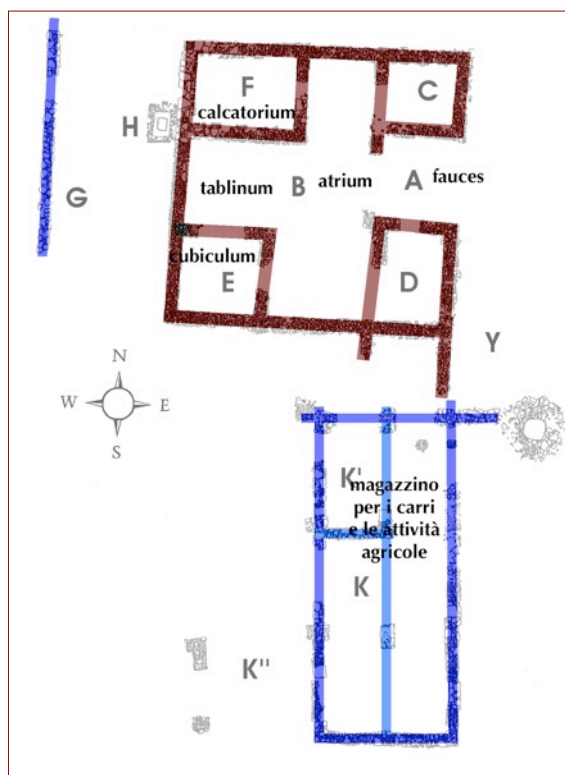 F
calcatorium
C
H
tablinum B atrium A fauces
G
cubiculum
E
D
Y
N
W E
S
K'
magazzino
per i carri
e le attività
agricole
K
K"